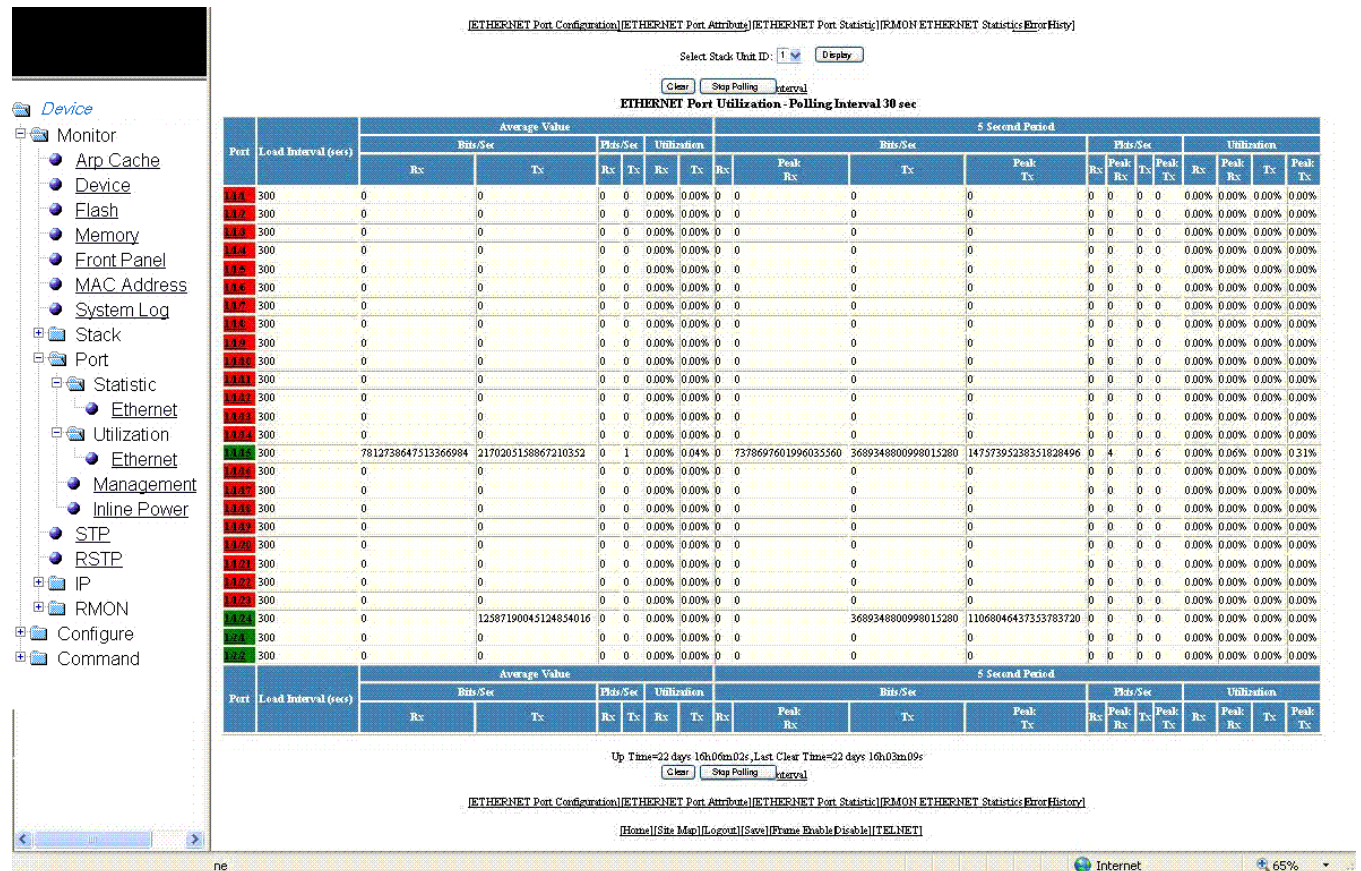 [ETHERNET Port Configuration][ETHERNET Port Attribute][ETHERNET Port Statistic][RMON ETHERNET Statistics Error Histy]
Select Stack Unit ID: 1 Display
Clear Stop Polling nterval
ETHERNET Port Utilization - Polling Interval 30 sec
Device
Monitor
Arp Cache
Device
Flash
Memory
Front Panel
MAC Address
System Log
Stack
Port
Statistic
Ethernet
Utilization
Ethernet
Management
Inline Power
STP
RSTP
IP
RMON
Configure
Command
Port Load Interval (secs) Average Value 5 Second Period
Bits/Sec Pkts/Sec Utilization Bits/Sec Pkts/Sec Utilization
Rx Tx Rx Tx Rx Tx Rx Peak Rx Tx Peak Tx Rx Peak Rx Tx Peak Tx Rx Peak Rx Tx Peak Tx
1/1/1 300 0 0 0 0 0.00% 0.00% 0 0 0 0 0 0 0 0 0.00% 0.00% 0.00% 0.00%
1/1/2 300 0 0 0 0 0.00% 0.00% 0 0 0 0 0 0 0 0 0.00% 0.00% 0.00% 0.00%
1/1/3 300 0 0 0 0 0.00% 0.00% 0 0 0 0 0 0 0 0 0.00% 0.00% 0.00% 0.00%
1/1/4 300 0 0 0 0 0.00% 0.00% 0 0 0 0 0 0 0 0 0.00% 0.00% 0.00% 0.00%
1/1/5 300 0 0 0 0 0.00% 0.00% 0 0 0 0 0 0 0 0 0.00% 0.00% 0.00% 0.00%
1/1/6 300 0 0 0 0 0.00% 0.00% 0 0 0 0 0 0 0 0 0.00% 0.00% 0.00% 0.00%
1/1/7 300 0 0 0 0 0.00% 0.00% 0 0 0 0 0 0 0 0 0.00% 0.00% 0.00% 0.00%
1/1/8 300 0 0 0 0 0.00% 0.00% 0 0 0 0 0 0 0 0 0.00% 0.00% 0.00% 0.00%
1/1/9 300 0 0 0 0 0.00% 0.00% 0 0 0 0 0 0 0 0 0.00% 0.00% 0.00% 0.00%
1/1/10 300 0 0 0 0 0.00% 0.00% 0 0 0 0 0 0 0 0 0.00% 0.00% 0.00% 0.00%
1/1/11 300 0 0 0 0 0.00% 0.00% 0 0 0 0 0 0 0 0 0.00% 0.00% 0.00% 0.00%
1/1/12 300 0 0 0 0 0.00% 0.00% 0 0 0 0 0 0 0 0 0.00% 0.00% 0.00% 0.00%
1/1/13 300 0 0 0 0 0.00% 0.00% 0 0 0 0 0 0 0 0 0.00% 0.00% 0.00% 0.00%
1/1/14 300 0 0 0 0 0.00% 0.00% 0 0 0 0 0 0 0 0 0.00% 0.00% 0.00% 0.00%
1/1/15 300 7812738647513366984 2170205158867210352 0 1 0.00% 0.04% 0 7378697601996035560 3689348800998015280 14757395238351828496 0 4 0 6 0.00% 0.06% 0.00% 0.31%
1/1/16 300 0 0 0 0 0.00% 0.00% 0 0 0 0 0 0 0 0 0.00% 0.00% 0.00% 0.00%
1/1/17 300 0 0 0 0 0.00% 0.00% 0 0 0 0 0 0 0 0 0.00% 0.00% 0.00% 0.00%
1/1/18 300 0 0 0 0 0.00% 0.00% 0 0 0 0 0 0 0 0 0.00% 0.00% 0.00% 0.00%
1/1/19 300 0 0 0 0 0.00% 0.00% 0 0 0 0 0 0 0 0 0.00% 0.00% 0.00% 0.00%
1/1/20 300 0 0 0 0 0.00% 0.00% 0 0 0 0 0 0 0 0 0.00% 0.00% 0.00% 0.00%
1/1/21 300 0 0 0 0 0.00% 0.00% 0 0 0 0 0 0 0 0 0.00% 0.00% 0.00% 0.00%
1/1/22 300 0 0 0 0 0.00% 0.00% 0 0 0 0 0 0 0 0 0.00% 0.00% 0.00% 0.00%
1/1/23 300 0 0 0 0 0.00% 0.00% 0 0 0 0 0 0 0 0 0.00% 0.00% 0.00% 0.00%
1/1/24 300 0 12587190045124854016 0 0 0.00% 0.00% 0 0 3689348800998015280 11068046437353783720 0 0 0 0 0.00% 0.00% 0.00% 0.00%
1/2/1 300 0 0 0 0 0.00% 0.00% 0 0 0 0 0 0 0 0 0.00% 0.00% 0.00% 0.00%
1/2/2 300 0 0 0 0 0.00% 0.00% 0 0 0 0 0 0 0 0 0.00% 0.00% 0.00% 0.00%
Port Load Interval (secs) Average Value 5 Second Period
Bits/Sec Pkts/Sec Utilization Bits/Sec Pkts/Sec Utilization
Rx Tx Rx Tx Rx Tx Rx Peak Rx Tx Peak Tx Rx Peak Rx Tx Peak Tx Rx Peak Rx Tx Peak Tx
Up Time=22 days 16h06m02s,Last Clear Time=22 days 16h03m09s
Clear Stop Polling nterval
[ETHERNET Port Configuration][ETHERNET Port Attribute][ETHERNET Port Statistic][RMON ETHERNET Statistics Error History]
[Home][Site Map][Logout][Save][Frame Enable Disable][TELNET]
ne Internet 65%